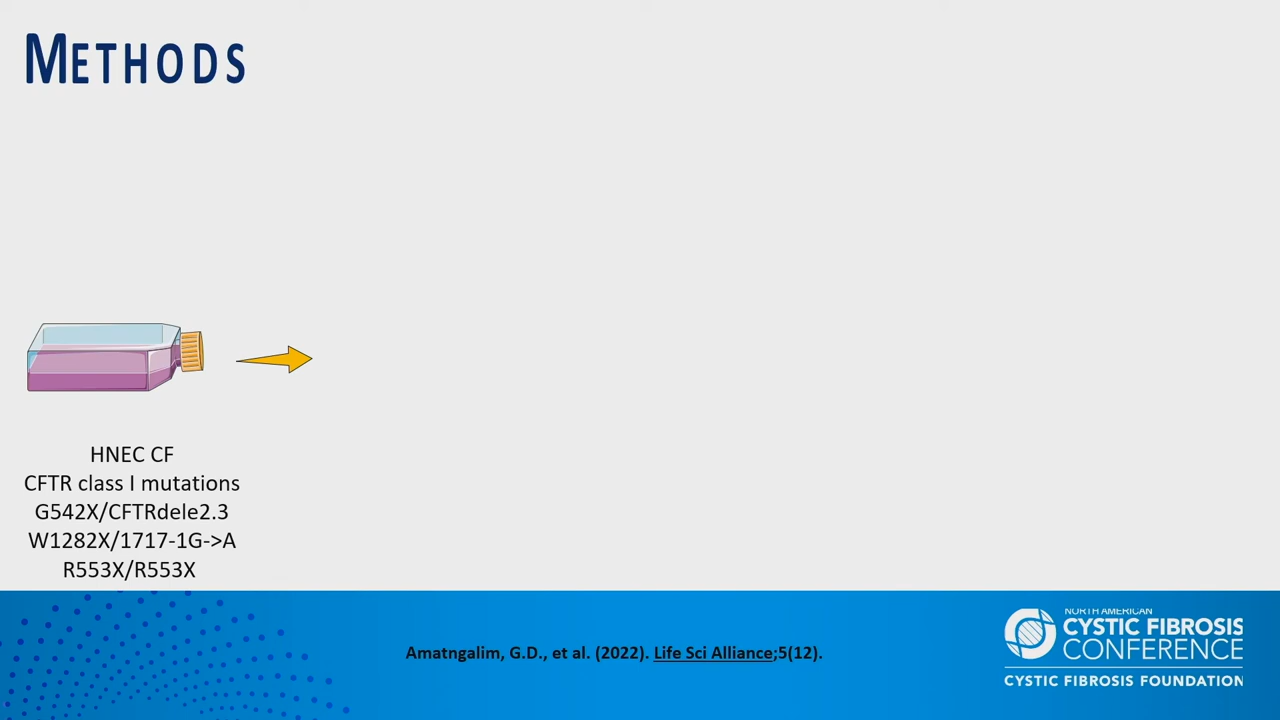 METHODS
HNEC CF
CFTR class I mutations
G542X/CFTRdele2.3
W1282X/1717-1G->A
R553X/R553X
Amatngalim, G.D., et al. (2022). Life Sci Alliance;5(12).
NORTH AMERICAN
CYSTIC FIBROSIS
CONFERENCE
CYSTIC FIBROSIS FOUNDATION